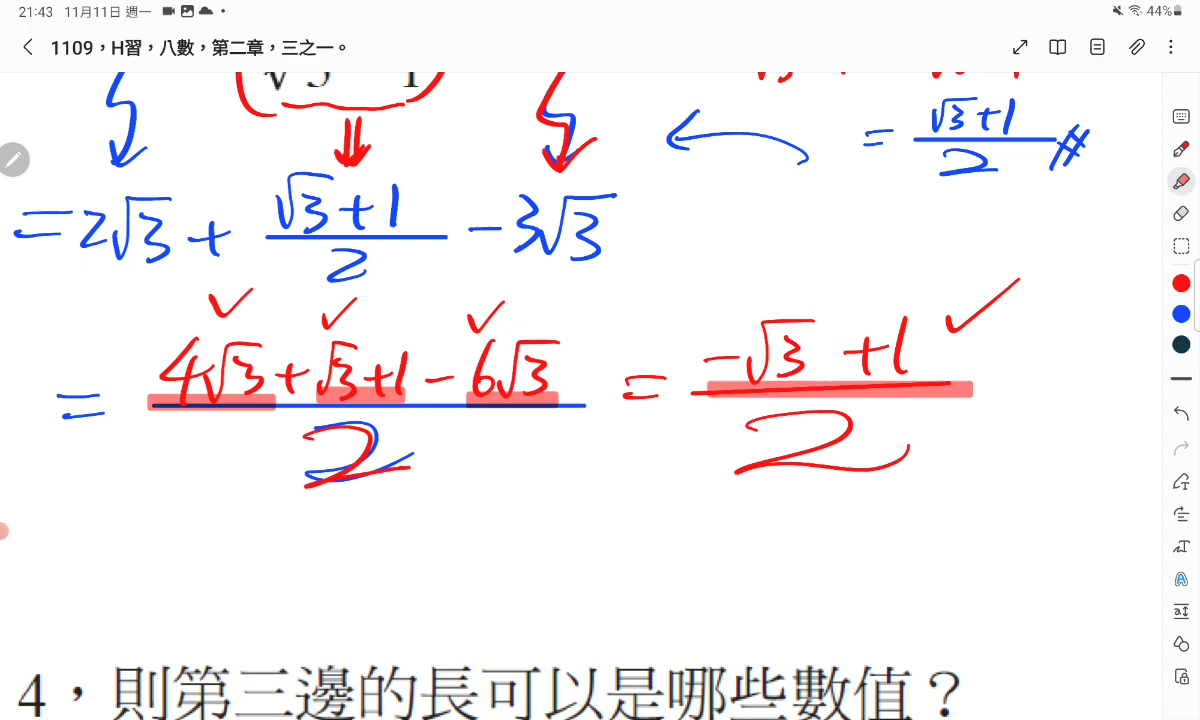 21:43 11月11日 週一 44%
1109，H習，八數，第二章，三之一。
= (√3+1)/2
=2√3 + (√3+1)/2 -3√3
= (4√3+√3+1-6√3)/2 = (-√3+1)/2
4，則第三邊的長可以是哪些數值？